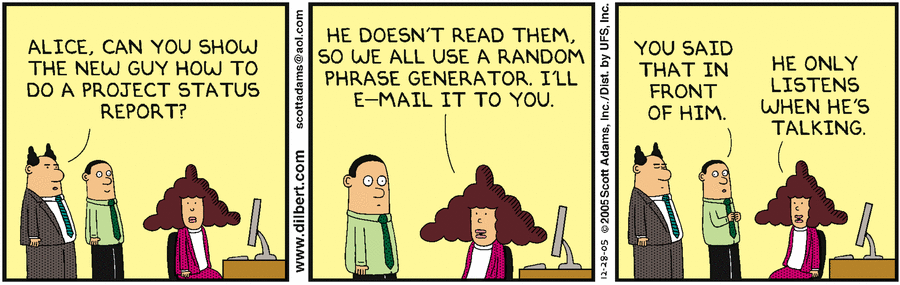 ALICE, CAN YOU SHOW
THE NEW GUY HOW TO
DO A PROJECT STATUS
REPORT?
www.dilbert.com scottadams@aol.com
HE DOESN'T READ THEM,
SO WE ALL USE A RANDOM
PHRASE GENERATOR. I'LL
E-MAIL IT TO YOU.
12-28-05 ©2005 Scott Adams, Inc./Dist. by UFS, Inc.
YOU SAID
THAT IN
FRONT
OF HIM.
HE ONLY
LISTENS
WHEN HE'S
TALKING.